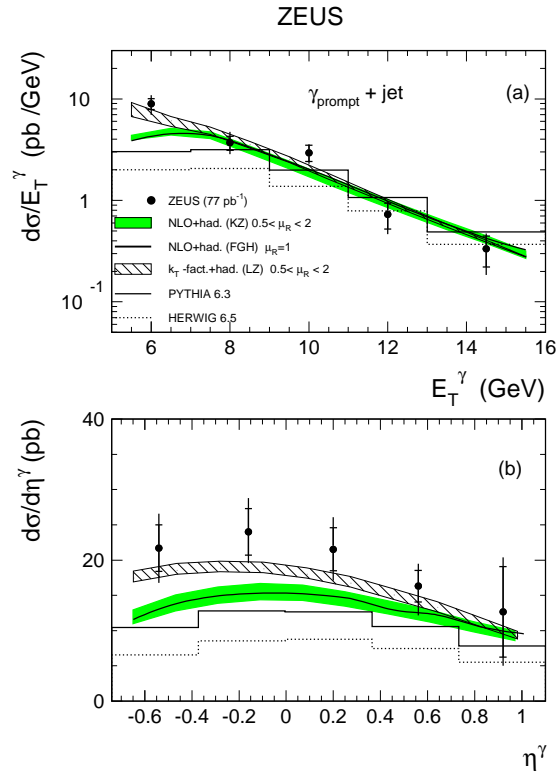 ZEUS
dσ/E_T^γ (pb /GeV)
10
1
10^-1
(a)
γ_prompt + jet
ZEUS (77 pb^-1)
NLO+had. (KZ) 0.5< μ_R < 2
NLO+had. (FGH) μ_R=1
k_T -fact.+had. (LZ) 0.5< μ_R < 2
PYTHIA 6.3
HERWIG 6.5
6 8 10 12 14 16
E_T^γ (GeV)
dσ/dη^γ (pb)
40
20
0
(b)
-0.6 -0.4 -0.2 0 0.2 0.4 0.6 0.8 1
η^γ